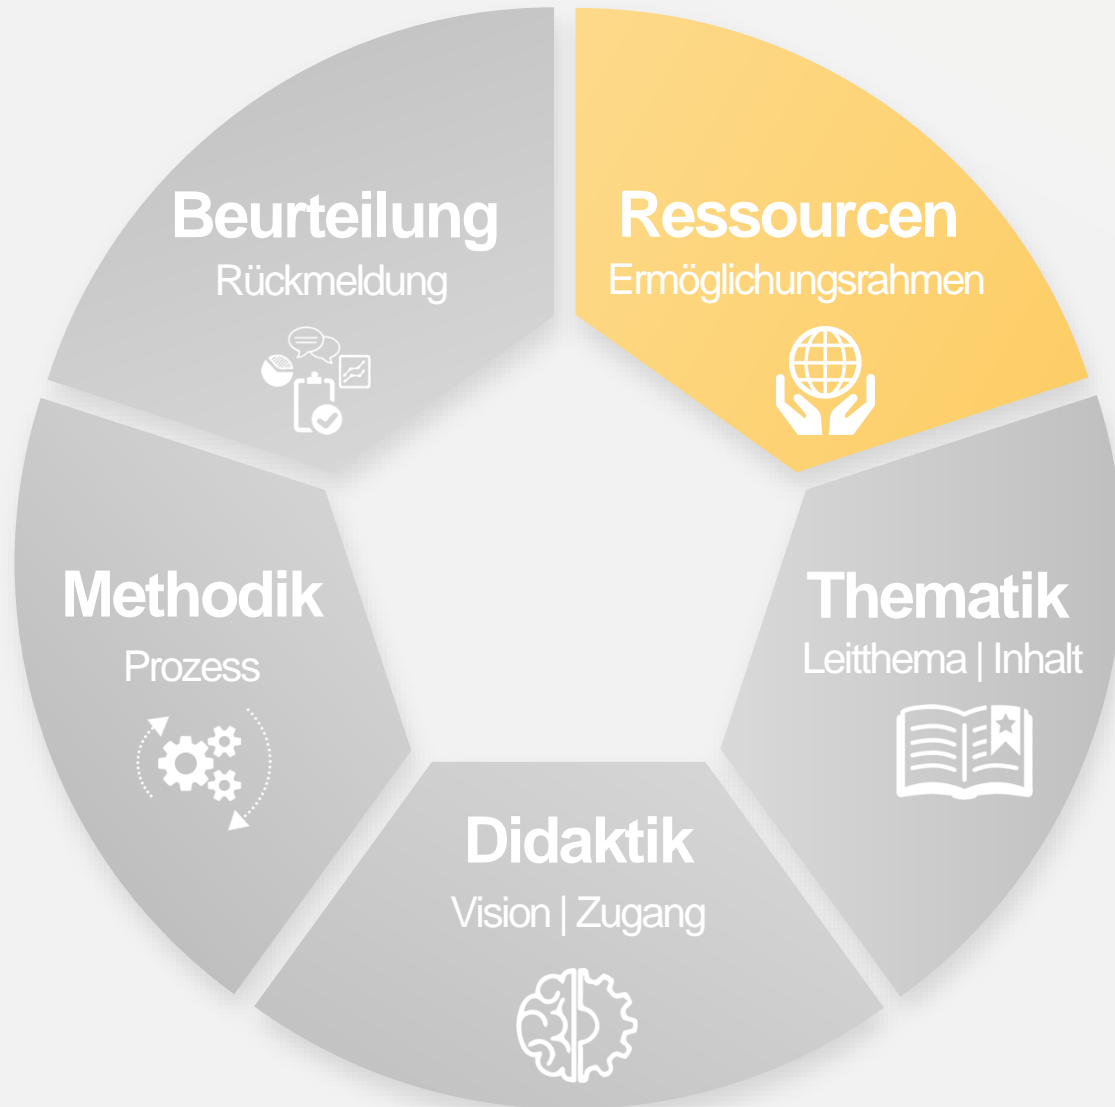 Beurteilung
Rückmeldung
Ressourcen
Ermöglichungsrahmen
Thematik
Leitthema | Inhalt
Didaktik
Vision | Zugang
Methodik
Prozess